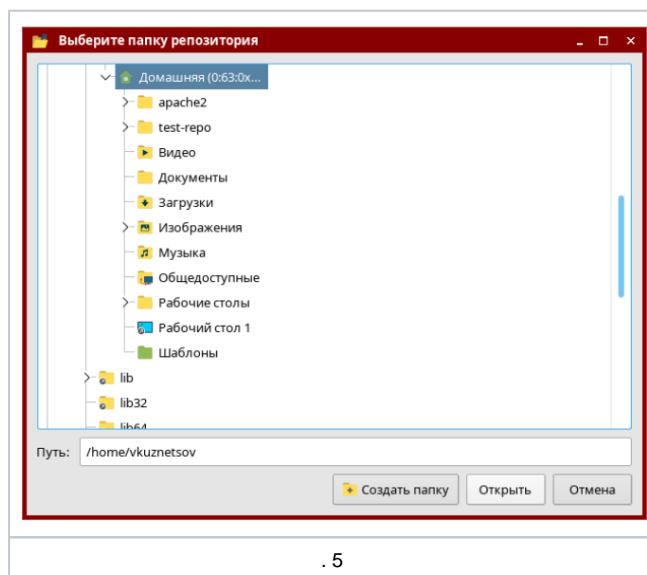 Выберите папку репозитория
Домашняя (0:63:0x...
apache2
test-repo
Видео
Документы
Загрузки
Изображения
Музыка
Общедоступные
Рабочие столы
Рабочий стол 1
Шаблоны
lib
lib32
lib64
Путь: /home/vkuznetsov
Создать папку Открыть Отмена
. 5